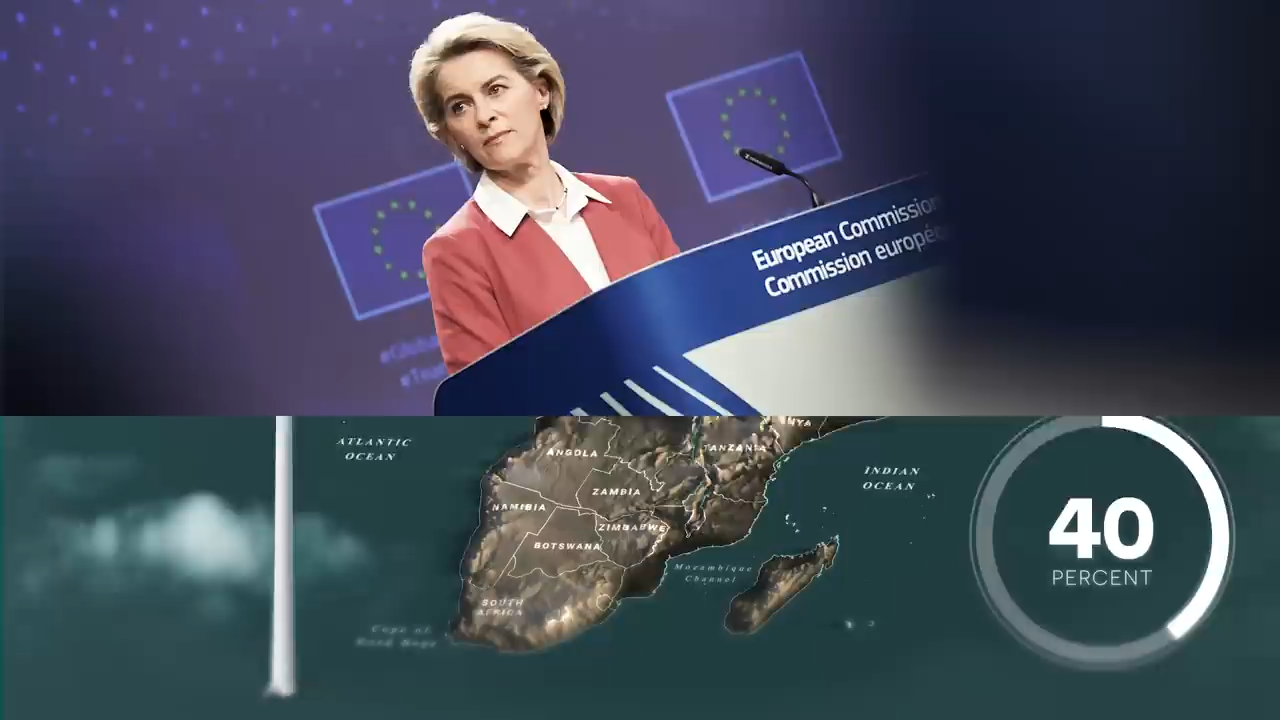 European Commission
Commission
ATLANTIC
OCEAN
ANGOLA
TANZANIA
INDIAN
OCEAN
ZAMBIA
NAMIBIA
ZIMBABWE
BOTSWANA
Mozambique
Channel
SOUTH
AFRICA
40
PERCENT